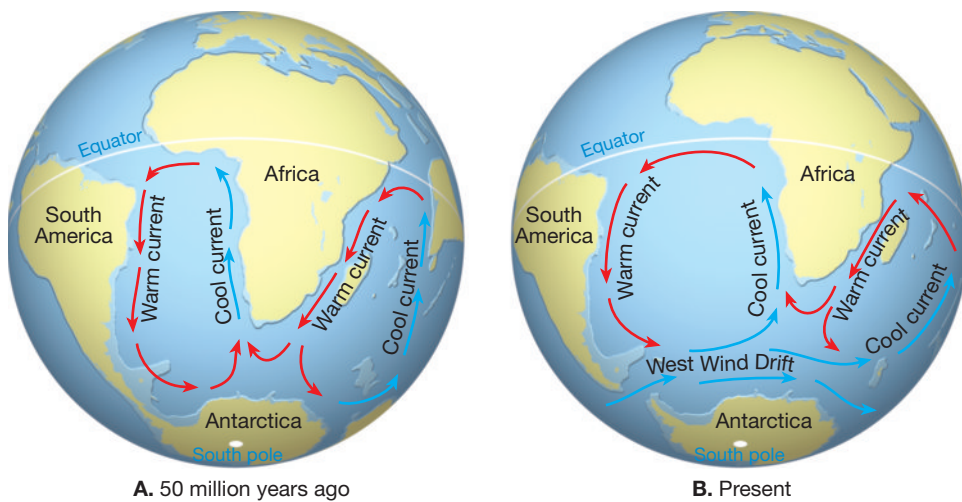 Equator
Africa
South
America
Warm current
Cool current
Warm current
Cool current
Antarctica
South pole
A. 50 million years ago
Equator
Africa
South
America
Warm current
Cool current
Warm current
Cool current
West Wind Drift
Antarctica
South pole
B. Present